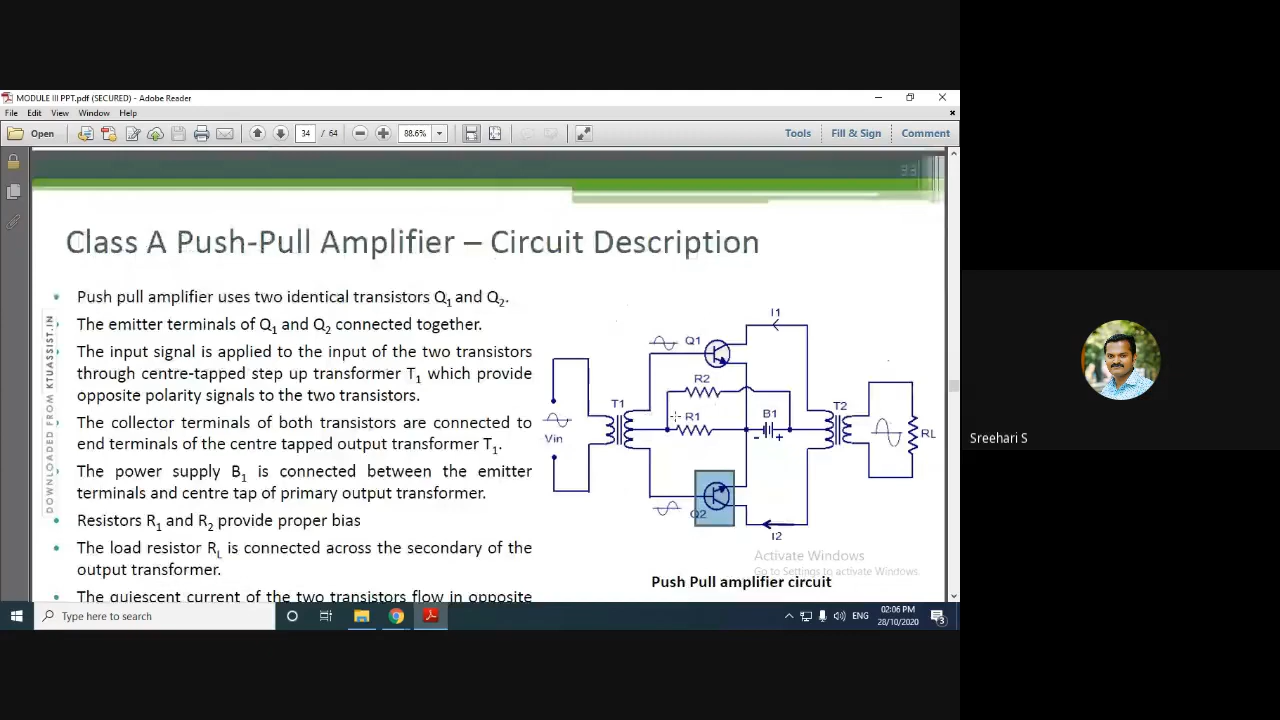 MODULE III PPT.pdf (SECURED) - Adobe Reader
File Edit View Window Help
Open 34 / 64 88.6% Tools Fill & Sign Comment
33
Class A Push-Pull Amplifier – Circuit Description
• Push pull amplifier uses two identical transistors Q1 and Q2.
• The emitter terminals of Q1 and Q2 connected together.
• The input signal is applied to the input of the two transistors
through centre-tapped step up transformer T1 which provide
opposite polarity signals to the two transistors.
• The collector terminals of both transistors are connected to
end terminals of the centre tapped output transformer T1.
• The power supply B1 is connected between the emitter
terminals and centre tap of primary output transformer.
• Resistors R1 and R2 provide proper bias
• The load resistor RL is connected across the secondary of the
output transformer.
• The quiescent current of the two transistors flow in opposite
DOWNLOADED FROM KTUASSIST.IN
I1
Q1
R2
T1
R1
B1
T2
Vin
- +
RL
Q2
I2
Push Pull amplifier circuit
Activate Windows
Go to Settings to activate Windows.
Sreehari S
Type here to search
ENG
02:06 PM
28/10/2020
3